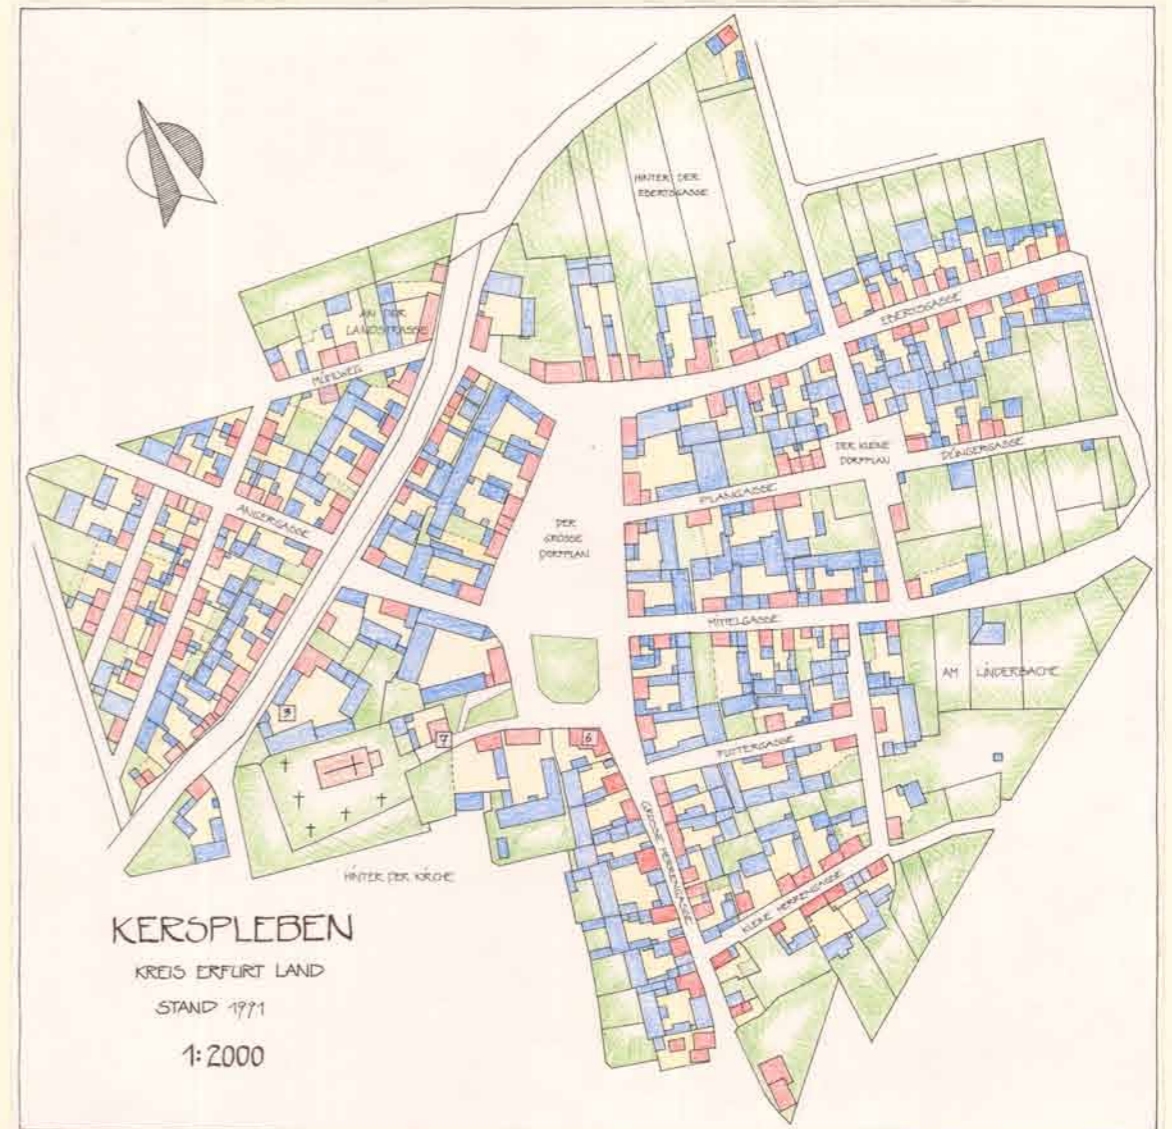 HINTER DER
EBERTSGASSE
AN DER
LANDSTRASSE
MÜHLWEG
EBERTSGASSE
DER KLEINE
DORFPLAN
DÜNGERGASSE
PLANGASSE
ANGERGASSE
DER
GROSSE
DORFPLAN
MITTELGASSE
AM LINDERBACHE
9
7
6
FUTTERGASSE
GROSSE HERRENGASSE
KLEINE HERRENGASSE
HINTER DER KIRCHE
KERSPLEBEN
KREIS ERFURT LAND
STAND 1991
1:2000